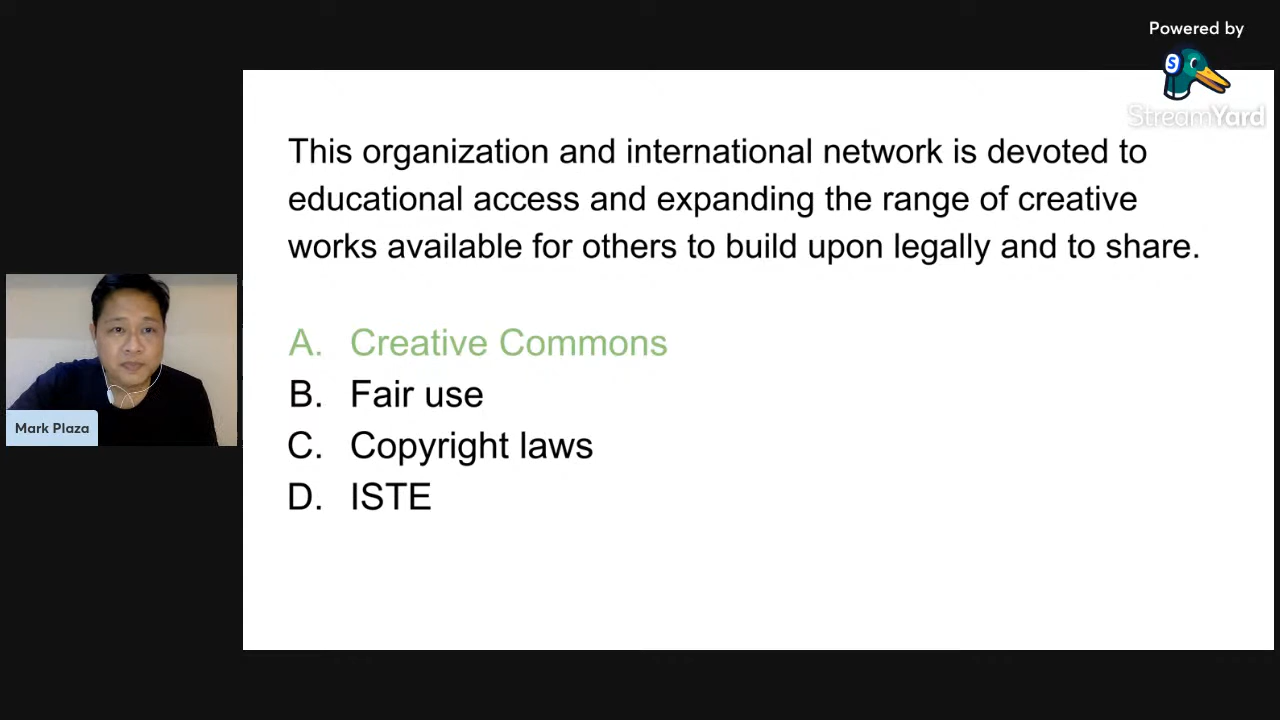 Powered by
StreamYard
This organization and international network is devoted to
educational access and expanding the range of creative
works available for others to build upon legally and to share.
A. Creative Commons
B. Fair use
C. Copyright laws
D. ISTE
Mark Plaza